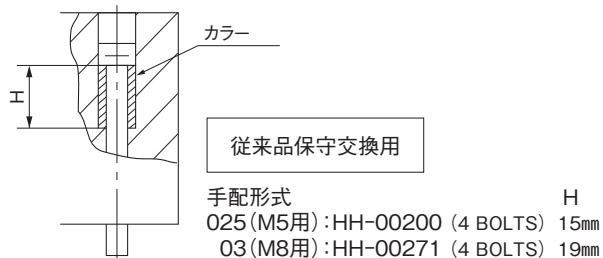 カラー
H
従来品保守交換用
手配形式 H
025(M5用):HH-00200 (4 BOLTS) 15㎜
03(M8用):HH-00271 (4 BOLTS) 19㎜